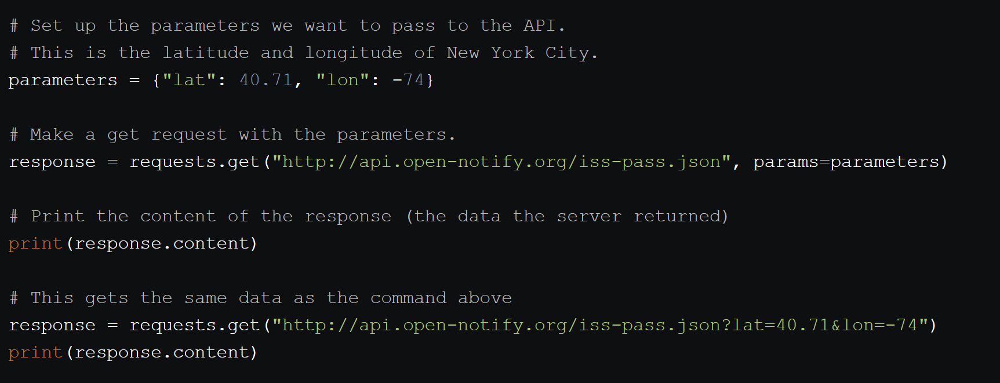 # Set up the parameters we want to pass to the API.
# This is the latitude and longitude of New York City.
parameters = {"lat": 40.71, "lon": -74}
# Make a get request with the parameters.
response = requests.get("http://api.open-notify.org/iss-pass.json", params=parameters)
# Print the content of the response (the data the server returned)
print(response.content)
# This gets the same data as the command above
response = requests.get("http://api.open-notify.org/iss-pass.json?lat=40.71&lon=-74")
print(response.content)